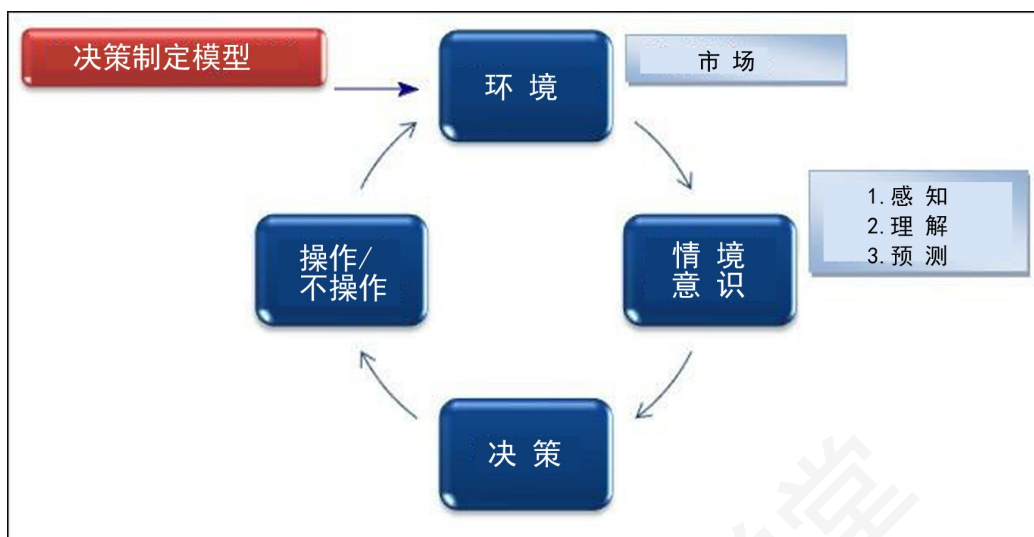 决策制定模型
环 境
市 场
1.感 知
2.理 解
3.预 测
情 境
意 识
操作/
不操作
决 策
堂